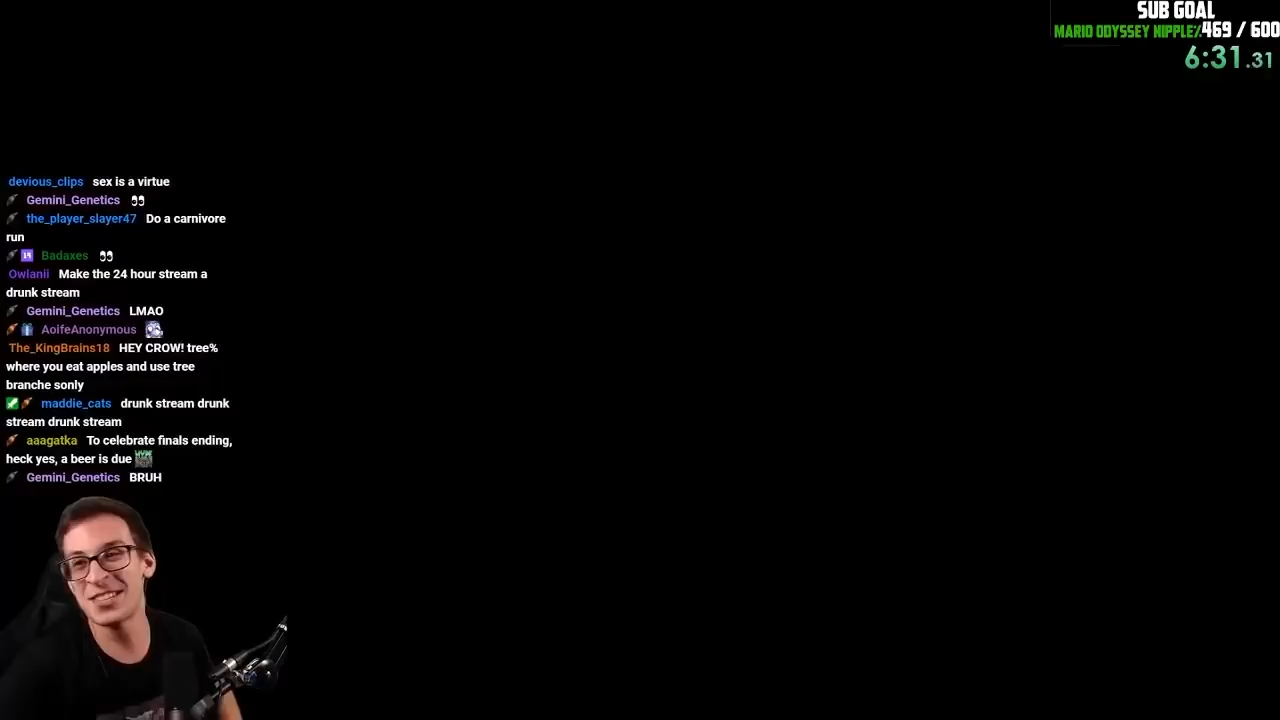 SUB GOAL
MARIO ODYSSEY NIPPLE% 469 / 600
6:31.31
devious_clips sex is a virtue
Gemini_Genetics
the_player_slayer47 Do a carnivore
run
Badaxes
Owlanii Make the 24 hour stream a
drunk stream
Gemini_Genetics LMAO
AoifeAnonymous
The_KingBrains18 HEY CROW! tree%
where you eat apples and use tree
branche sonly
maddie_cats drunk stream drunk
stream drunk stream
aaagatka To celebrate finals ending,
heck yes, a beer is due
Gemini_Genetics BRUH